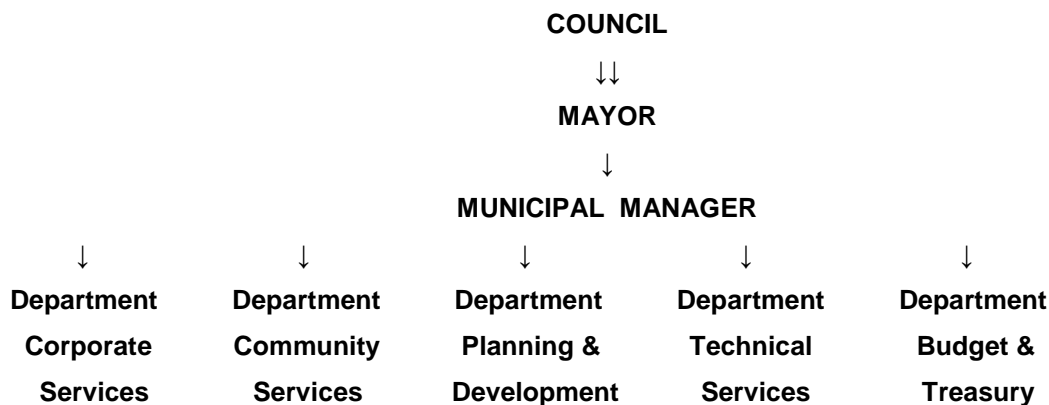 COUNCIL
↓↓
MAYOR
↓
MUNICIPAL MANAGER
↓ ↓ ↓ ↓ ↓
Department Department Department Department Department
Corporate Community Planning & Technical Budget &
Services Services Development Services Treasury